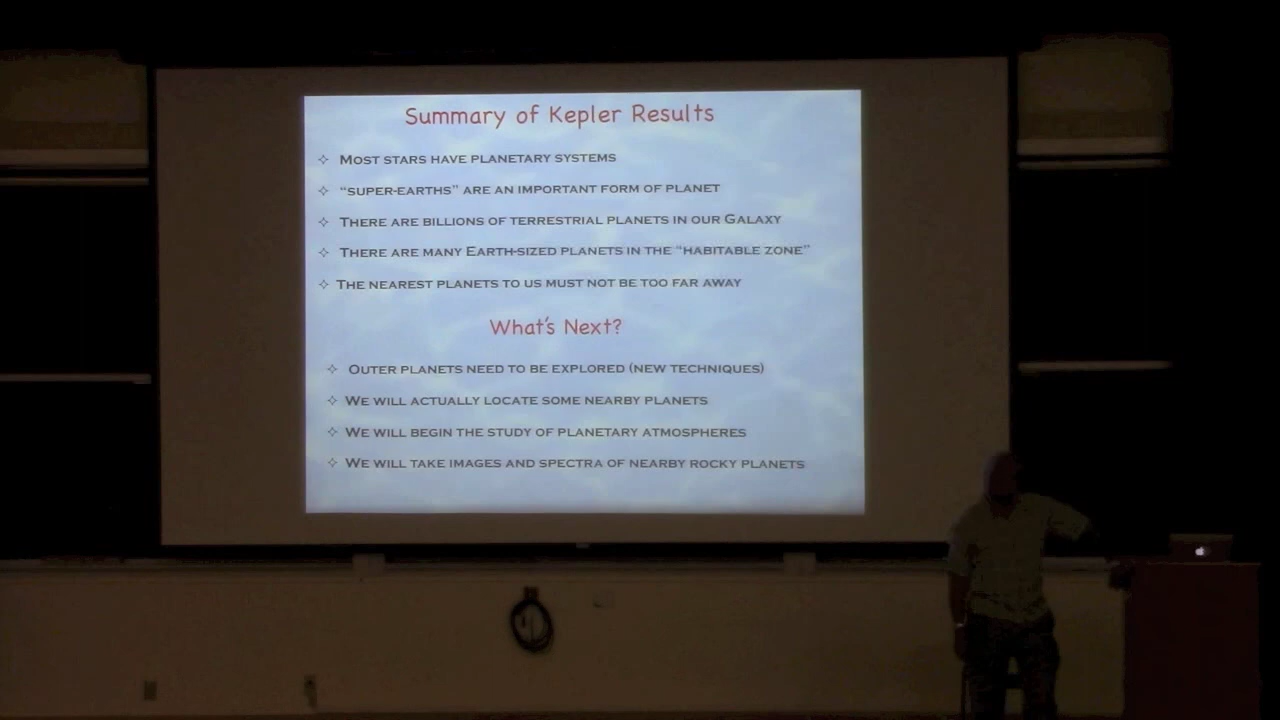 Summary of Kepler Results
Most stars have planetary systems
"super-earths" are an important form of planet
There are billions of terrestrial planets in our Galaxy
There are many Earth-sized planets in the "habitable zone"
The nearest planets to us must not be too far away
What's Next?
Outer planets need to be explored (new techniques)
We will actually locate some nearby planets
We will begin the study of planetary atmospheres
We will take images and spectra of nearby rocky planets